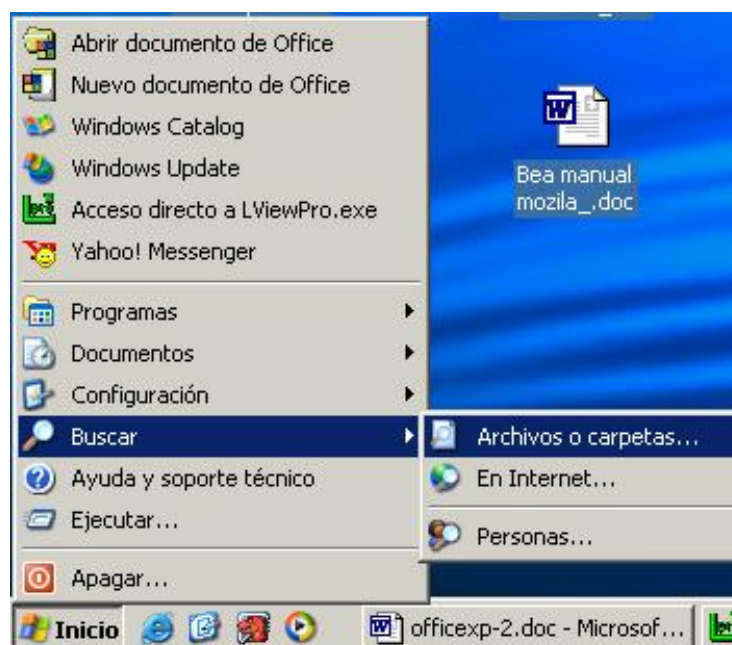 Abrir documento de Office
Nuevo documento de Office
Windows Catalog
Windows Update
Acceso directo a LViewPro.exe
Yahoo! Messenger
Programas
Documentos
Configuración
Buscar
Ayuda y soporte técnico
Ejecutar...
Apagar...
Archivos o carpetas...
En Internet...
Personas...
Bea manual
mozila_.doc
Inicio
officexp-2.doc - Microsof...